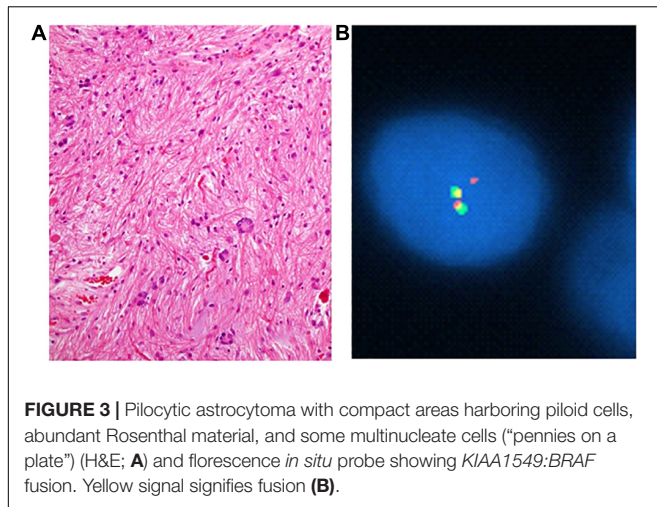 A
B
FIGURE 3 | Pilocytic astrocytoma with compact areas harboring piloid cells,
abundant Rosenthal material, and some multinucleate cells (“pennies on a
plate”) (H&E; A) and florescence in situ probe showing KIAA1549:BRAF
fusion. Yellow signal signifies fusion (B).